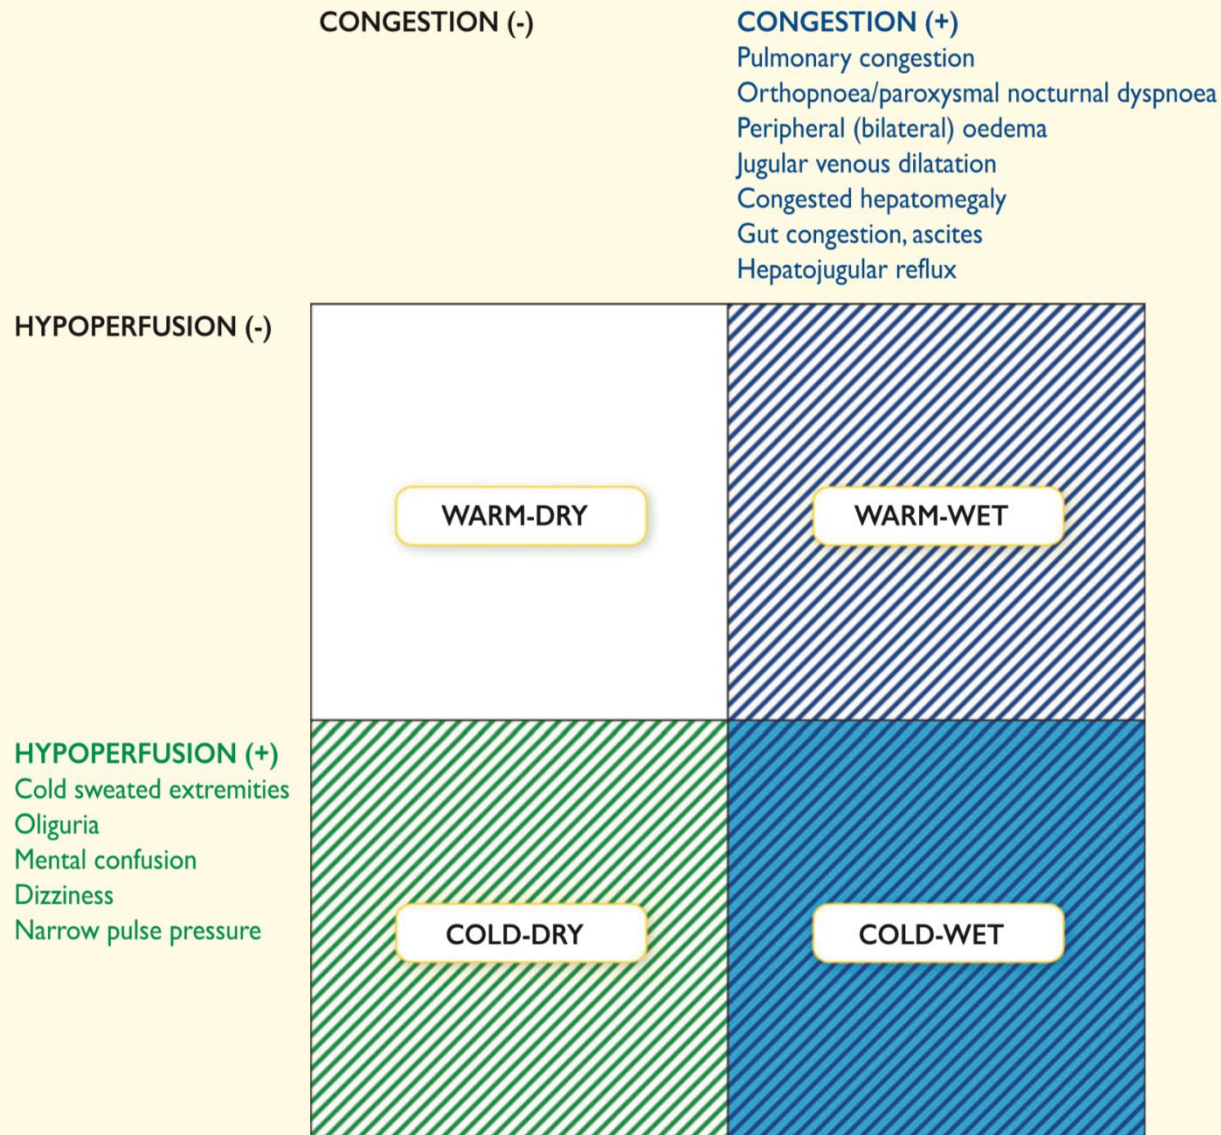 CONGESTION (-)
CONGESTION (+)
Pulmonary congestion
Orthopnoea/paroxysmal nocturnal dyspnoea
Peripheral (bilateral) oedema
Jugular venous dilatation
Congested hepatomegaly
Gut congestion, ascites
Hepatojugular reflux
HYPOPERFUSION (-)
WARM-DRY
WARM-WET
HYPOPERFUSION (+)
Cold sweated extremities
Oliguria
Mental confusion
Dizziness
Narrow pulse pressure
COLD-DRY
COLD-WET